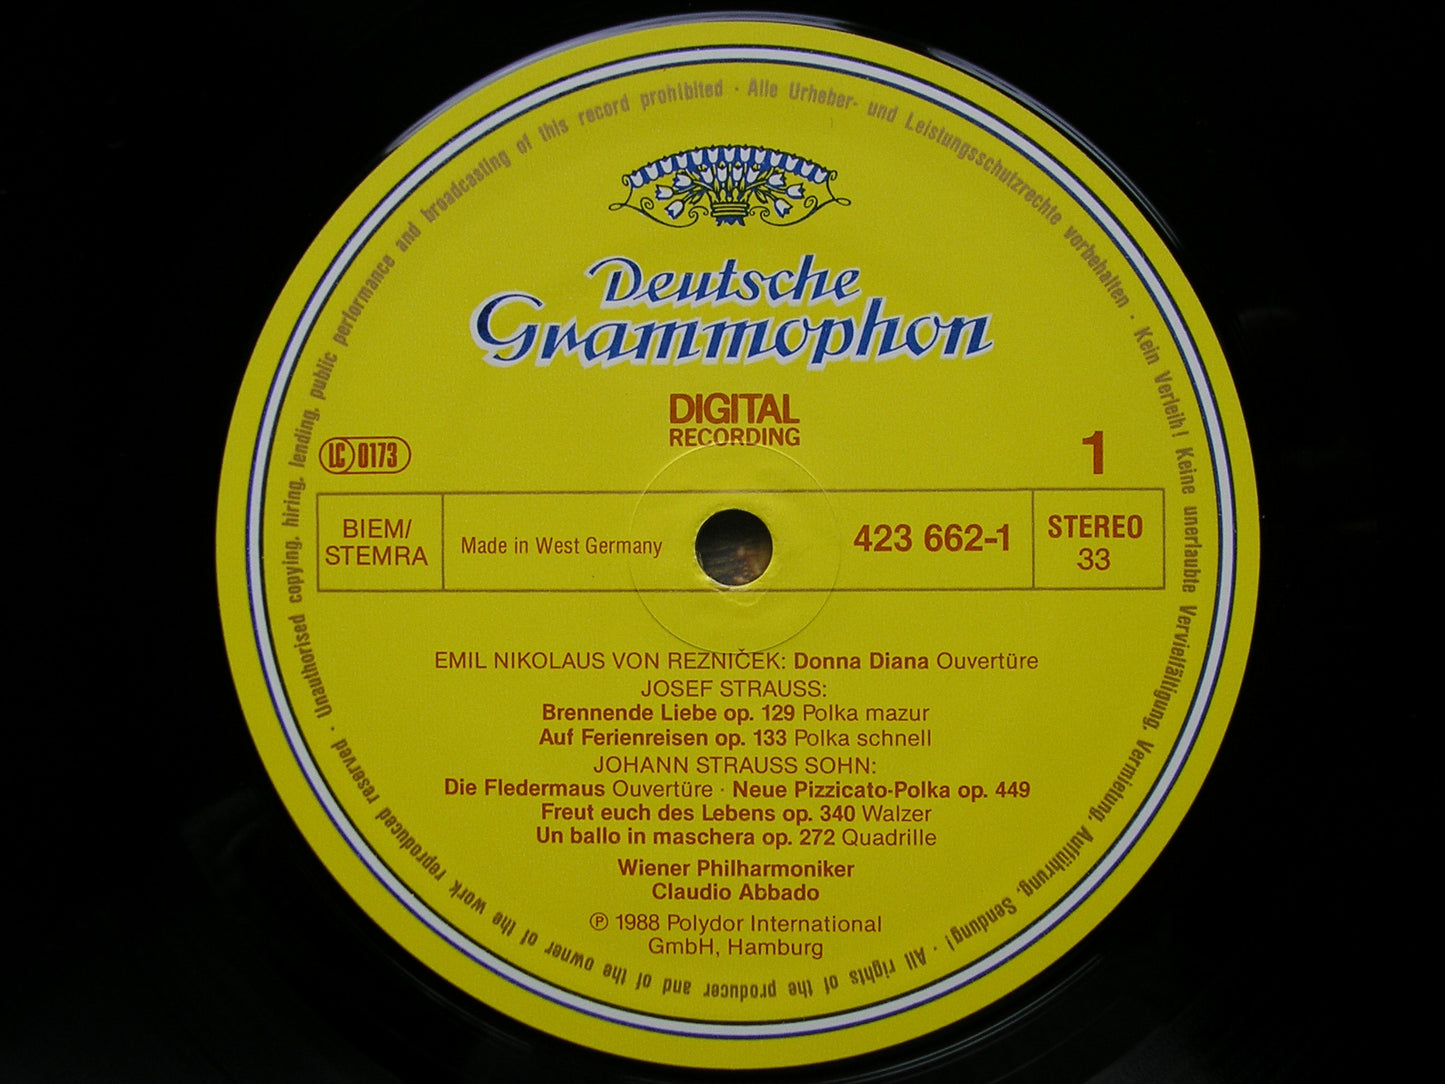 Alle Urheber- und Leistungsschutzrechte vorbehalten · Kein Verleih! Keine unerlaubte Vervielfältigung, Vermietung, Aufführung, Sendung! · All rights of the producer and of the owner of the work reproduced reserved · Unauthorised copying, hiring, lending, public performance and broadcasting of this record prohibited ·
Deutsche
Grammophon
DIGITAL
RECORDING
LC 0173
1
BIEM/
STEMRA
Made in West Germany
423 662-1
STEREO
33
EMIL NIKOLAUS VON REZNIČEK: Donna Diana Ouvertüre
JOSEF STRAUSS:
Brennende Liebe op. 129 Polka mazur
Auf Ferienreisen op. 133 Polka schnell
JOHANN STRAUSS SOHN:
Die Fledermaus Ouvertüre · Neue Pizzicato-Polka op. 449
Freut euch des Lebens op. 340 Walzer
Un ballo in maschera op. 272 Quadrille
Wiener Philharmoniker
Claudio Abbado
℗ 1988 Polydor International
GmbH, Hamburg